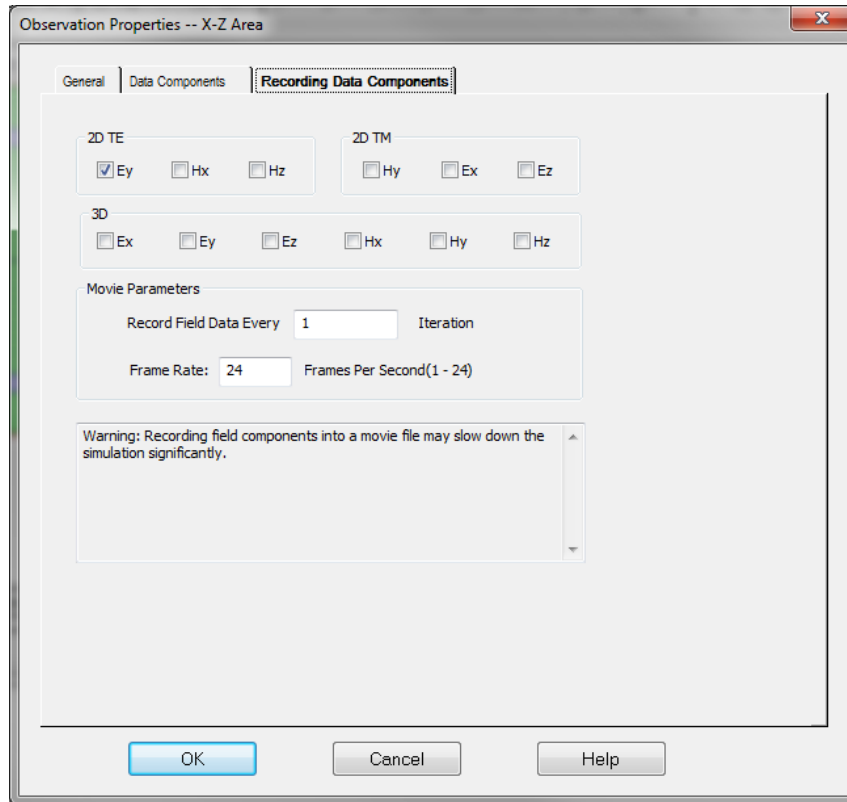 Observation Properties -- X-Z Area
General Data Components Recording Data Components
2D TE 2D TM
Ey Hx Hz Hy Ex Ez
3D
Ex Ey Ez Hx Hy Hz
Movie Parameters
Record Field Data Every 1 Iteration
Frame Rate: 24 Frames Per Second(1 - 24)
Warning: Recording field components into a movie file may slow down the
simulation significantly.
OK Cancel Help